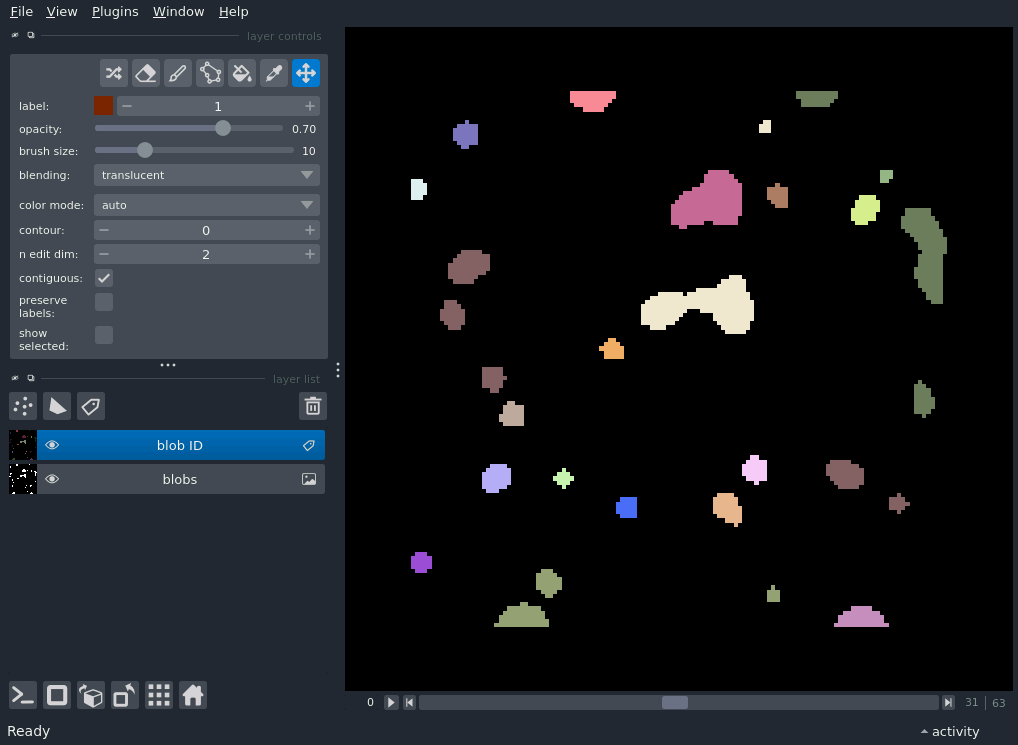 File View Plugins Window Help
layer controls
label: 1
opacity: 0.70
brush size: 10
blending: translucent
color mode: auto
contour: 0
n edit dim: 2
contiguous:
preserve
labels:
show
selected:
layer list
blob ID
blobs
0 31 63
Ready activity